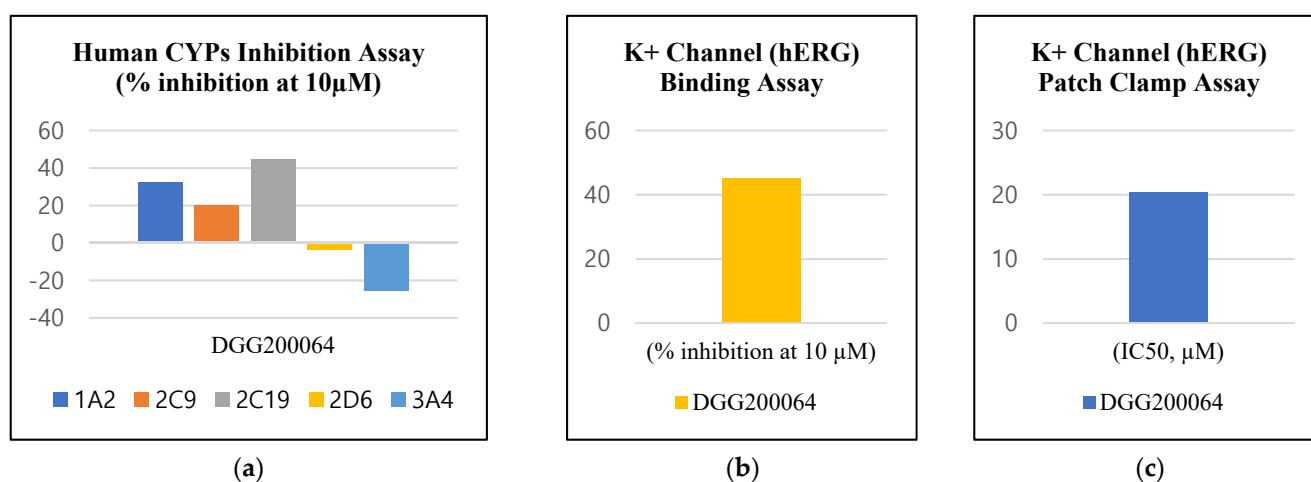 Human CYPs Inhibition Assay
(% inhibition at 10µM)
60
40
20
0
-20
-40
DGG200064
1A2 2C9 2C19 2D6 3A4
(a)
K+ Channel (hERG)
Binding Assay
60
40
20
0
(% inhibition at 10 µM)
DGG200064
(b)
K+ Channel (hERG)
Patch Clamp Assay
30
20
10
0
(IC50, µM)
DGG200064
(c)